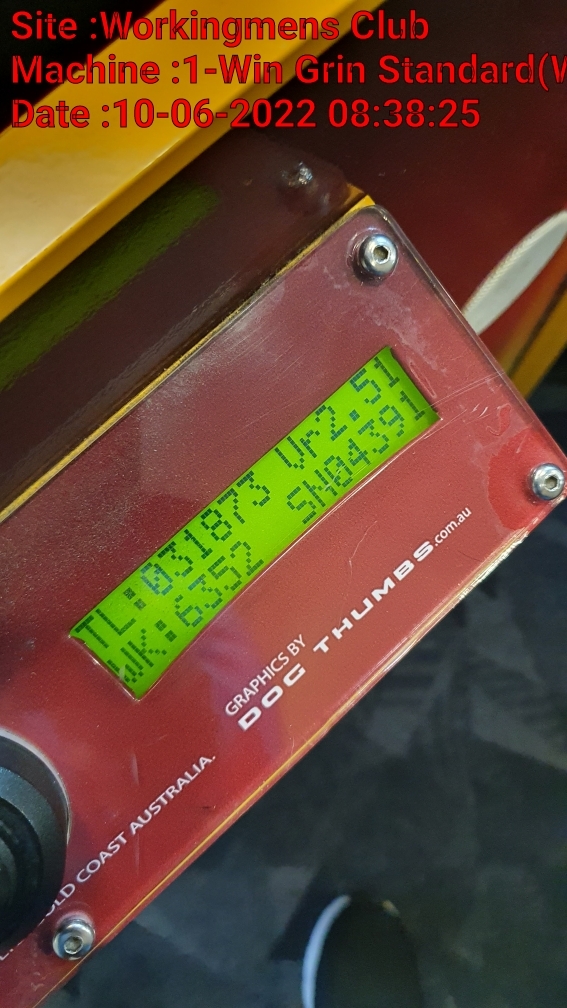 Site :Workingmens Club
Machine :1-Win Grin Standard(
Date :10-06-2022 08:38:25
TL:031873 Vr2.51
WK:6352 SN04391
GRAPHICS BY
DOG THUMBS.com.au
COAST AUSTRALIA.